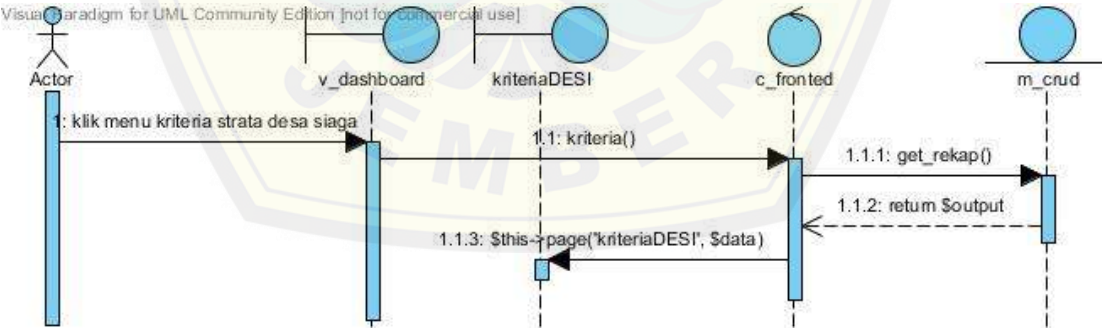 Visual Paradigm for UML Community Edition [not for commercial use]
Actor
v_dashboard
kriteriaDESI
c_fronted
m_crud
1: klik menu kriteria strata desa siaga
1.1: kriteria()
1.1.1: get_rekap()
1.1.2: return $output
1.1.3: $this->page("kriteriaDESI", $data)
JEMBER